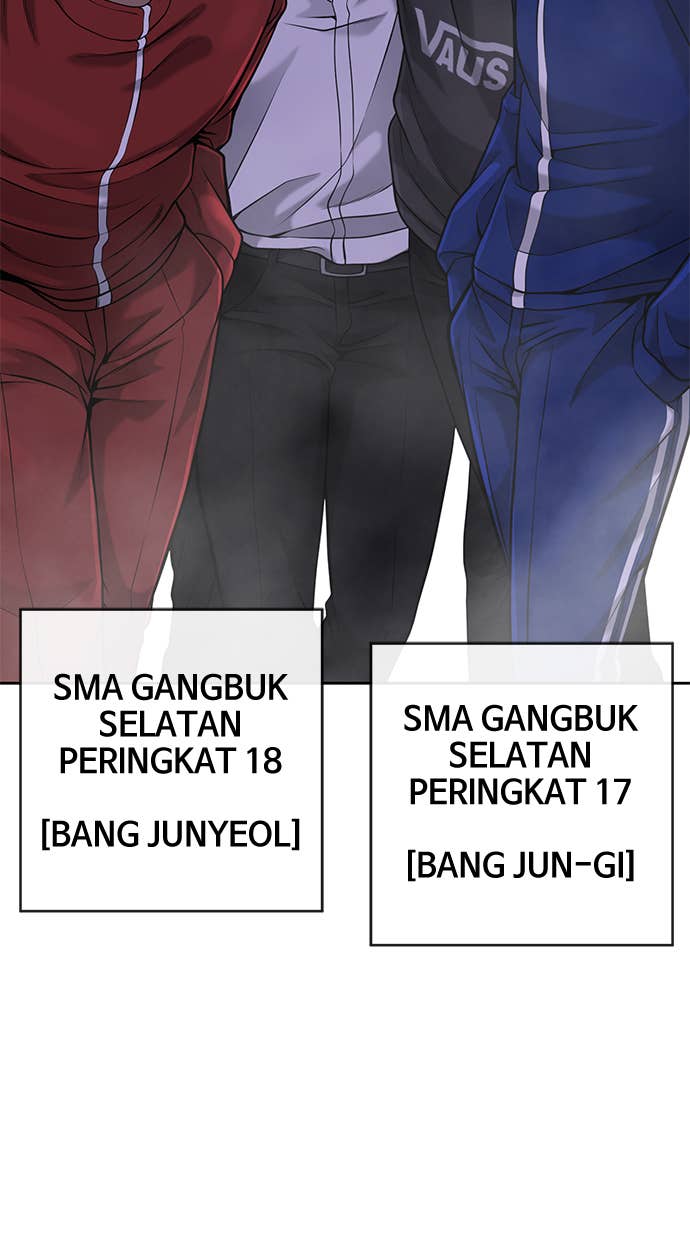 VAUS
SMA GANGBUK
SELATAN
PERINGKAT 18
[BANG JUNYEOL]
SMA GANGBUK
SELATAN
PERINGKAT 17
[BANG JUN-GI]